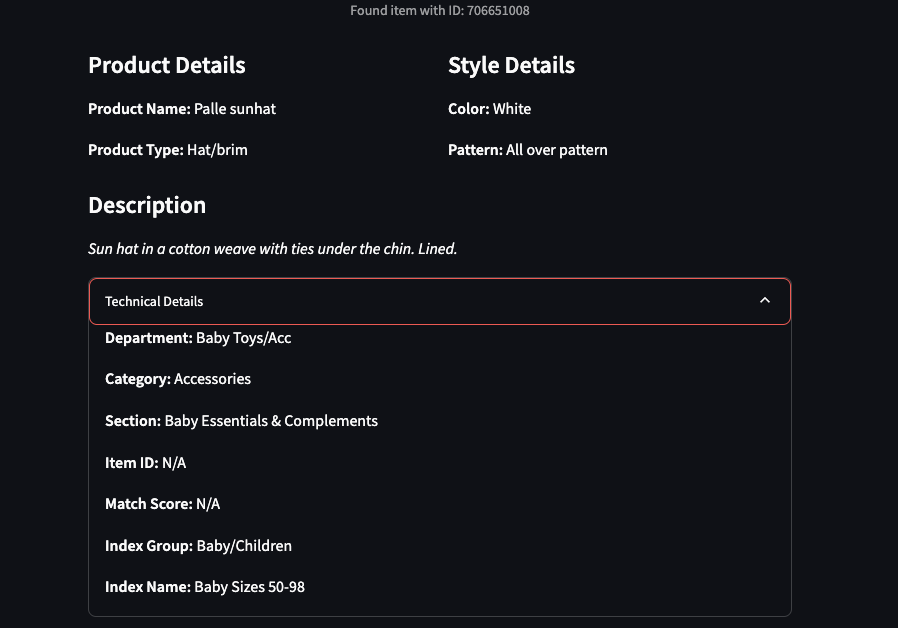 Found item with ID: 706651008
Product Details
Product Name: Palle sunhat
Product Type: Hat/brim
Style Details
Color: White
Pattern: All over pattern
Description
Sun hat in a cotton weave with ties under the chin. Lined.
Technical Details
Department: Baby Toys/Acc
Category: Accessories
Section: Baby Essentials & Complements
Item ID: N/A
Match Score: N/A
Index Group: Baby/Children
Index Name: Baby Sizes 50-98